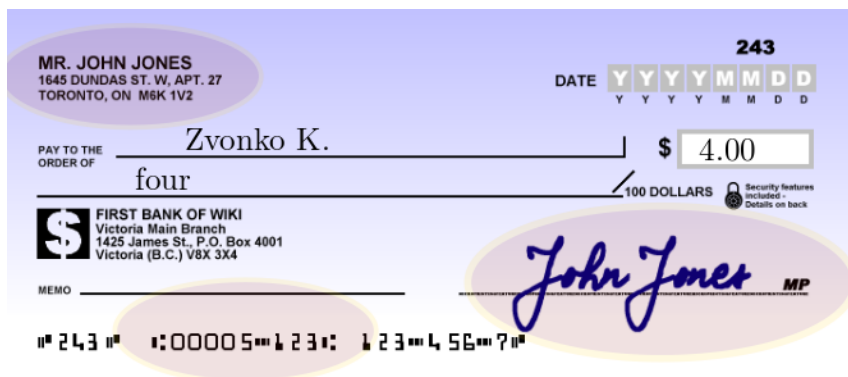 243
MR. JOHN JONES
1645 DUNDAS ST. W, APT. 27
TORONTO, ON M6K 1V2
DATE Y Y Y Y M M D D
Y Y Y Y M M D D
PAY TO THE ORDER OF Zvonko K. $ 4.00
four /100 DOLLARS
Security features
included -
Details on back
FIRST BANK OF WIKI
Victoria Main Branch
1425 James St., P.O. Box 4001
Victoria (B.C.) V8X 3X4
MEMO John Jones MP
⑈243⑈ ⑆00005⑉123⑆ 123⑉456⑉7⑈